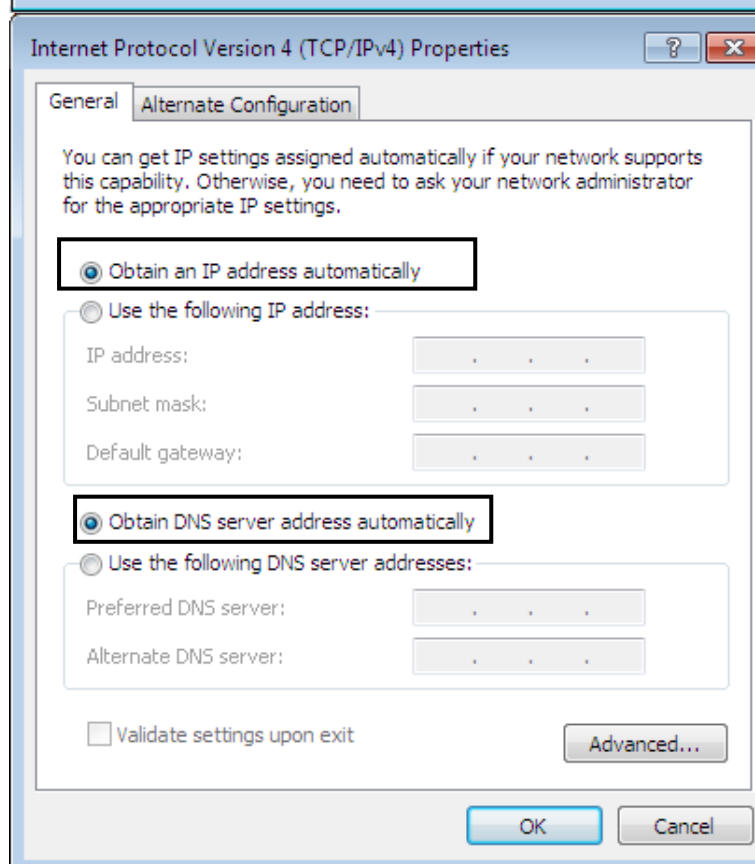 Internet Protocol Version 4 (TCP/IPv4) Properties
General
Alternate Configuration
You can get IP settings assigned automatically if your network supports
this capability. Otherwise, you need to ask your network administrator
for the appropriate IP settings.
Obtain an IP address automatically
Use the following IP address:
IP address:
Subnet mask:
Default gateway:
Obtain DNS server address automatically
Use the following DNS server addresses:
Preferred DNS server:
Alternate DNS server:
Validate settings upon exit
Advanced...
OK
Cancel